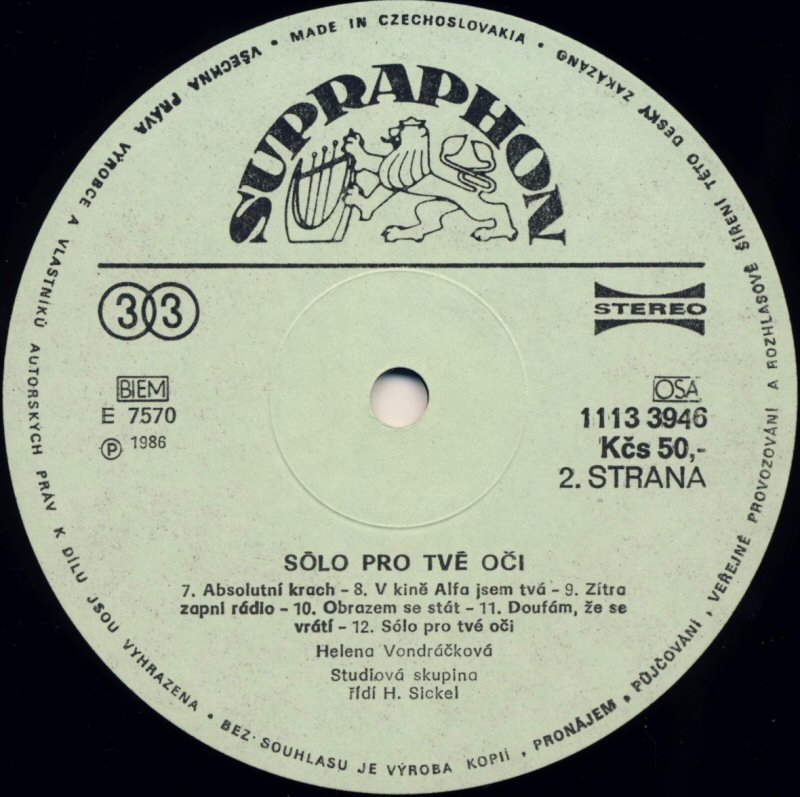 MADE IN CZECHOSLOVAKIA •
VŠECHNA PRÁVA VÝROBCE A VLASTNÍKŮ AUTORSKÝCH PRÁV K DÍLU JSOU VYHRAZENA • BEZ SOUHLASU JE VÝROBA KOPIÍ, PRONÁJEM, PŮJČOVÁNÍ, VEŘEJNÉ PROVOZOVÁNÍ A ROZHLASOVÉ ŠÍŘENÍ TÉTO DESKY ZAKÁZÁNO •
SUPRAPHON
33
STEREO
BIEM
E 7570
℗ 1986
OSA
1113 3946
Kčs 50,-
2. STRANA
SÓLO PRO TVÉ OČI
7. Absolutní krach – 8. V kině Alfa jsem tvá – 9. Zítra
zapni rádio – 10. Obrazem se stát – 11. Doufám, že se
vrátí – 12. Sólo pro tvé oči
Helena Vondráčková
Studiová skupina
řídí H. Sickel